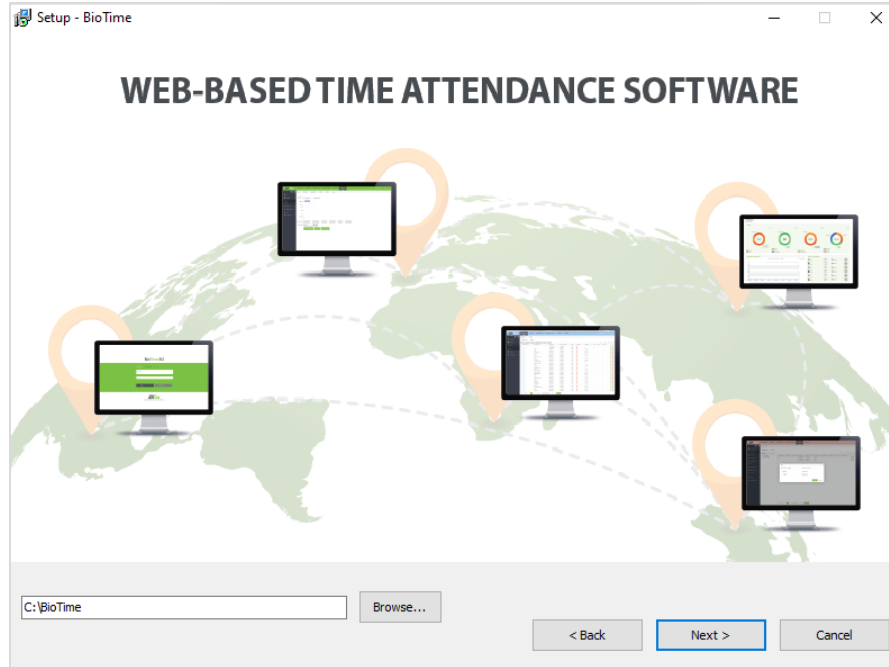 Setup - BioTime
WEB-BASED TIME ATTENDANCE SOFTWARE
C:\BioTime
Browse...
< Back
Next >
Cancel